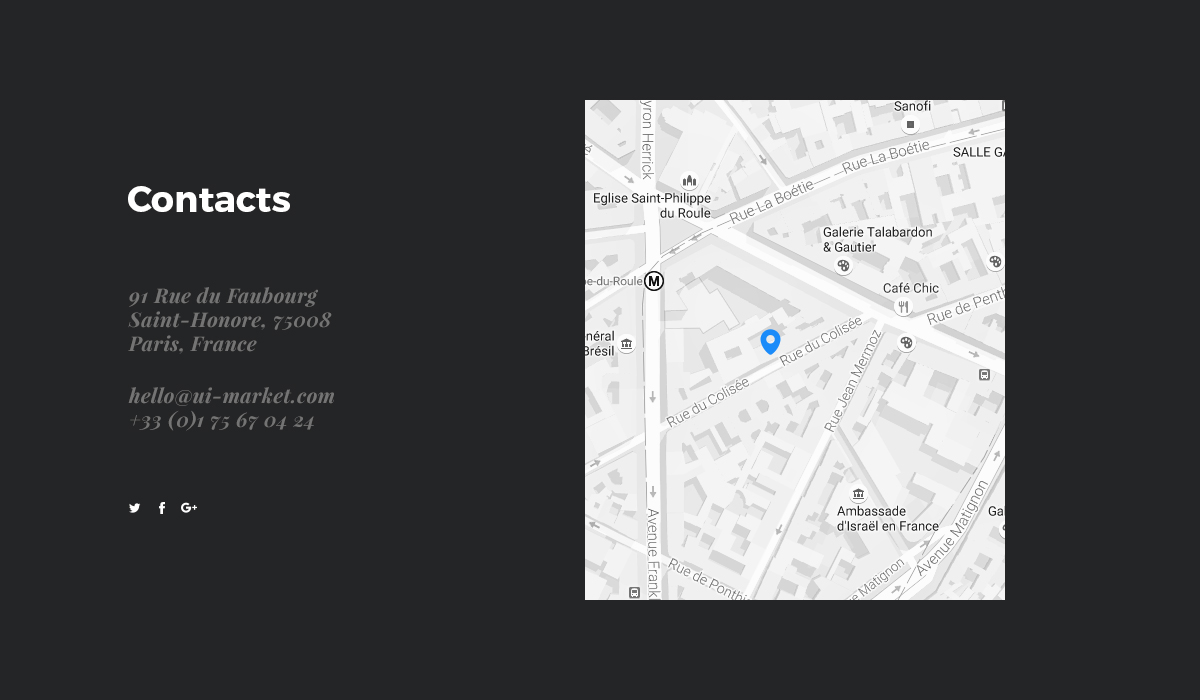 Contacts
91 Rue du Faubourg
Saint-Honore, 75008
Paris, France
hello@ui-market.com
+33 (0)1 75 67 04 24
G+
Sanofi
yron Herrick
Rue La Boétie
SALLE GA
Eglise Saint-Philippe
du Roule
Rue La Boétie
Galerie Talabardon
& Gautier
pe-du-Roule
M
Café Chic
Rue de Penth
énéral
Brésil
Rue du Colisée
Rue du Colisée
Rue Jean Mermoz
Ambassade
d'Israël en France
Gal
Avenue Matignon
Avenue Frankl
Rue de Ponthi
e Matignon